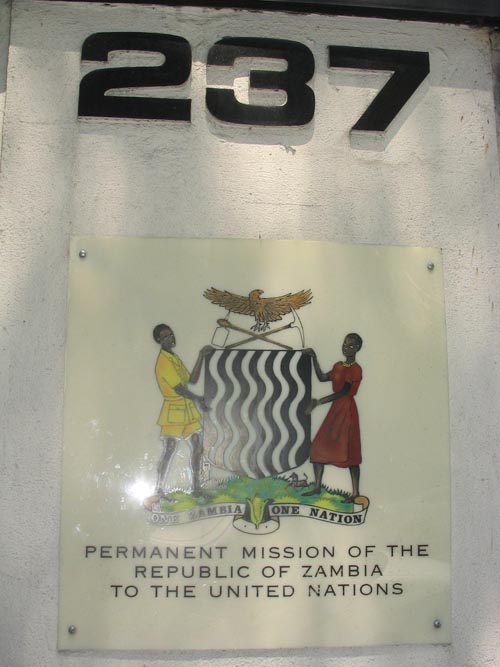 237
ONE ZAMBIA ONE NATION
PERMANENT MISSION OF THE
REPUBLIC OF ZAMBIA
TO THE UNITED NATIONS